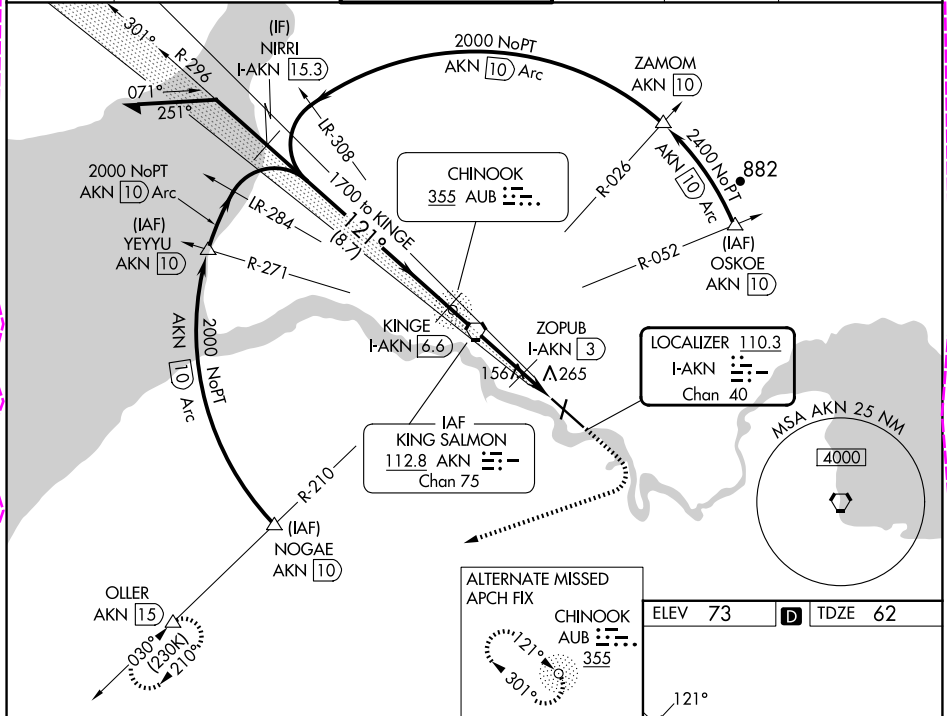 301°
R-296
(IF)
NIRRI
I-AKN 15.3
2000 NoPT
AKN 10 Arc
ZAMOM
AKN 10
071°
251°
LR-308
2400 NoPT
AKN 10 Arc
882
2000 NoPT
AKN 10 Arc
CHINOOK
355 AUB
R-026
1700 to KINGE
121°
(8.7)
LR-284
(IAF)
YEYYU
AKN 10
R-271
R-052
(IAF)
OSKOE
AKN 10
KINGE
I-AKN 6.6
ZOPUB
I-AKN 3
1567
265
LOCALIZER 110.3
I-AKN
Chan 40
2000 NoPT
AKN 10 Arc
MSA AKN 25 NM
4000
IAF
KING SALMON
112.8 AKN
Chan 75
R-210
(IAF)
NOGAE
AKN 10
OLLER
AKN 15
030°
(230K)
210°
ALTERNATE MISSED
APCH FIX
CHINOOK
AUB
355
121°
301°
ELEV 73
D
TDZE 62
121°